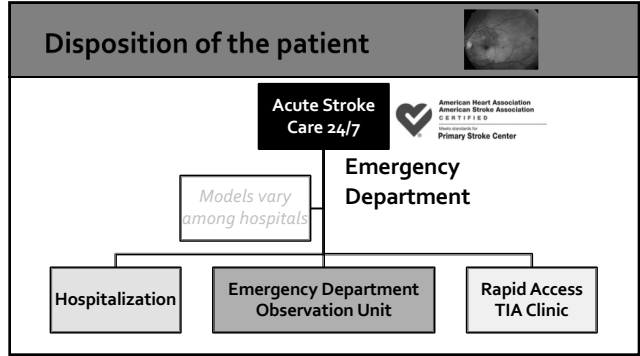 Disposition of the patient
Acute Stroke
Care 24/7
American Heart Association
American Stroke Association
CERTIFIED
Meets standards for
Primary Stroke Center
Emergency
Department
Models vary
among hospitals
Hospitalization
Emergency Department
Observation Unit
Rapid Access
TIA Clinic